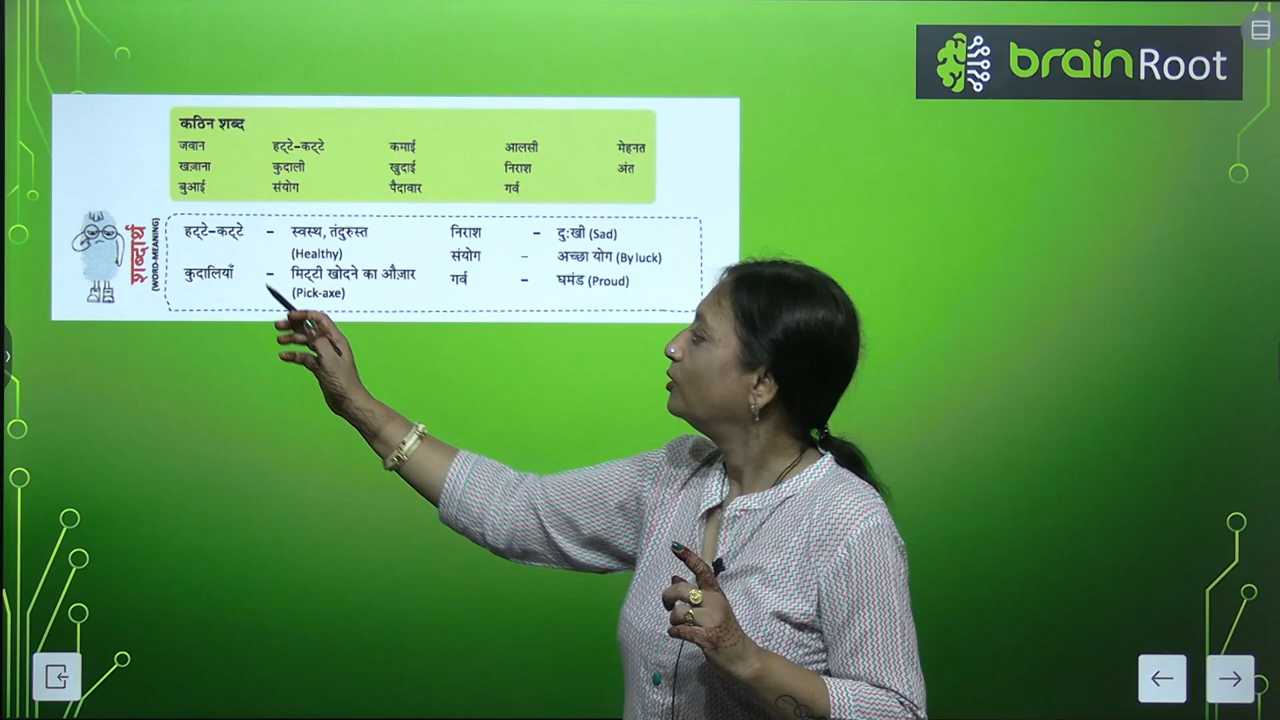 brainRoot
कठिन शब्द
जवान हट्टे-कट्टे कमाई आलसी मेहनत
खज़ाना कुदाली खुदाई निराश अंत
बुआई संयोग पैदावार गर्व
शब्दार्थ
(WORD-MEANING)
हट्टे-कट्टे – स्वस्थ, तंदुरुस्त
(Healthy)
कुदालियाँ – मिट्टी खोदने का औज़ार
(Pick-axe)
निराश – दुःखी (Sad)
संयोग – अच्छा योग (By luck)
गर्व – घमंड (Proud)